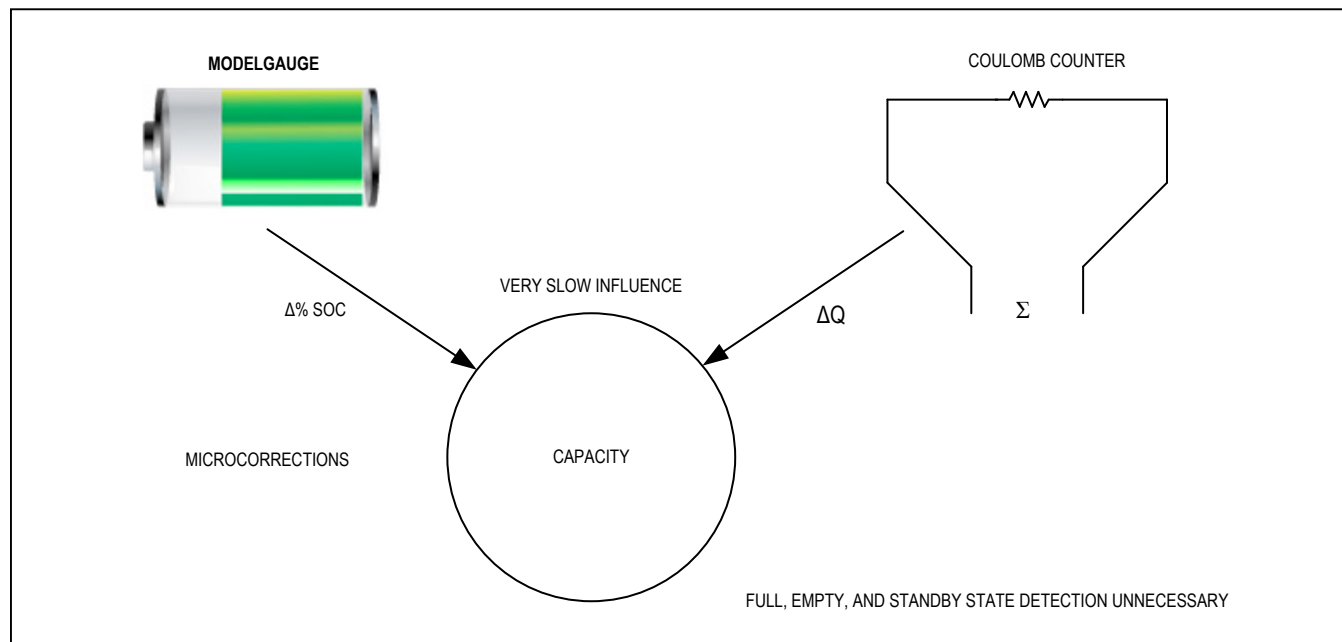 MODELGAUGE
COULOMB COUNTER
Δ% SOC
VERY SLOW INFLUENCE
ΔQ
Σ
MICROCORRECTIONS
CAPACITY
FULL, EMPTY, AND STANDBY STATE DETECTION UNNECESSARY